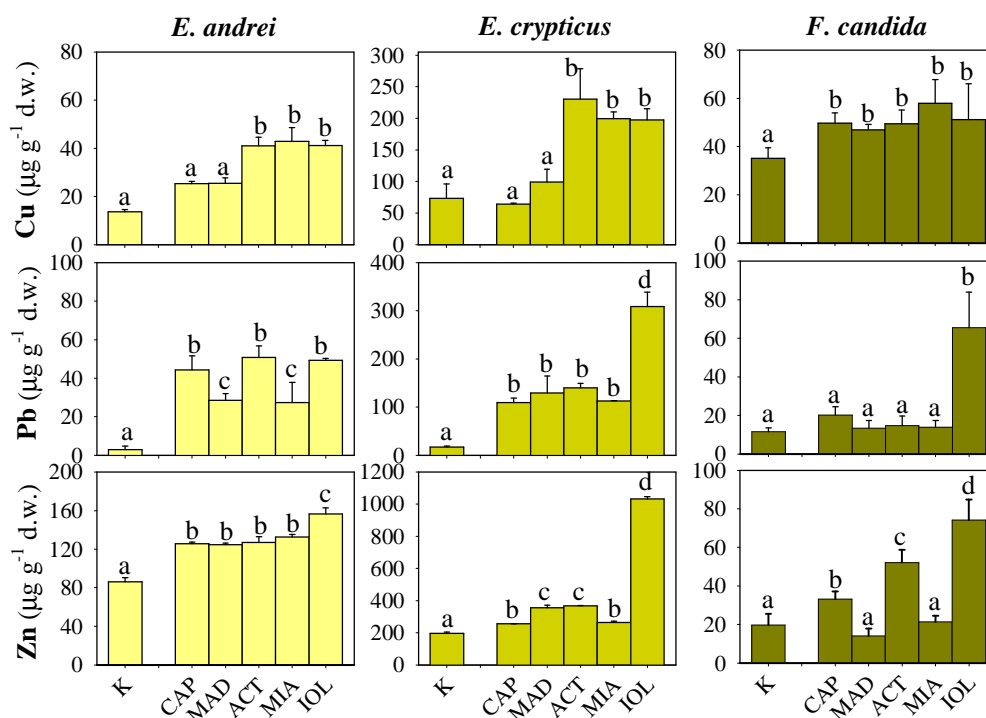 E. andrei E. crypticus F. candida
Cu (µg g-1 d.w.)
80
60
40
20
0
a
a
a
b
b
b
300
250
200
150
100
50
0
a
a
a
b
b
b
80
60
40
20
0
a
b
b
b
b
b
Pb (µg g-1 d.w.)
100
80
60
40
20
0
a
b
c
b
c
b
400
300
200
100
0
a
b
b
b
b
d
100
80
60
40
20
0
a
a
a
a
a
b
Zn (µg g-1 d.w.)
200
160
120
80
40
0
a
b
b
b
b
c
1200
1000
800
600
400
200
0
a
b
c
c
b
d
100
80
60
40
20
0
a
b
a
c
a
d
K CAP MAD ACT MIA IOL
K CAP MAD ACT MIA IOL
K CAP MAD ACT MIA IOL